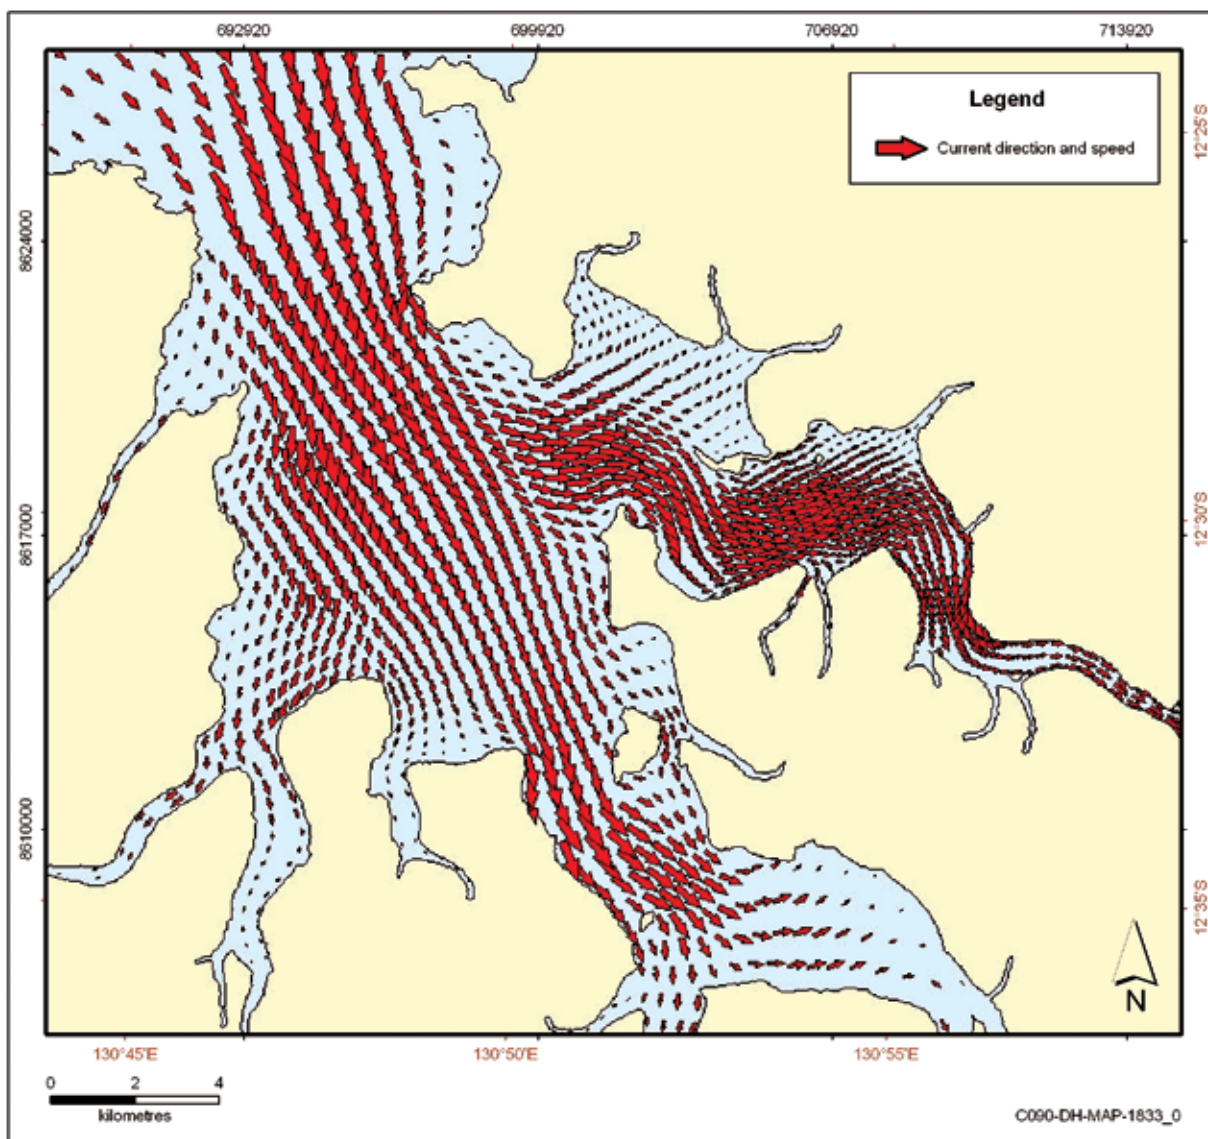 692920 699920 706920 713920
Legend
Current direction and speed
12°25'S
8624000
12°30'S
8617000
8610000
12°35'S
N
130°45'E 130°50'E 130°55'E
0 2 4
kilometres
C090-DH-MAP-1833_0